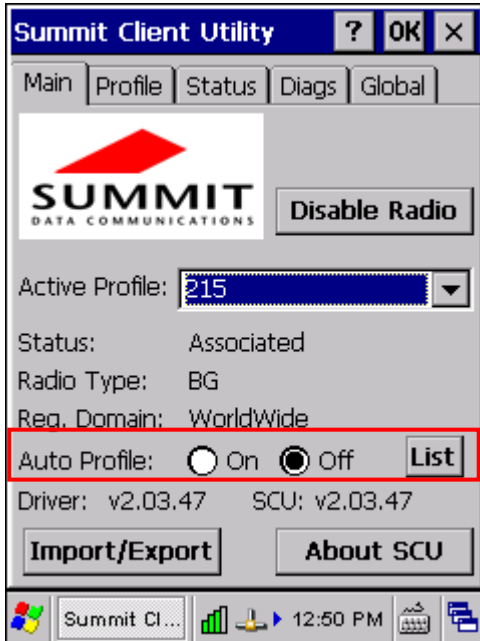 Summit Client Utility ? OK ×
Main Profile Status Diags Global
SUMMIT
DATA COMMUNICATIONS
Disable Radio
Active Profile: 215
Status: Associated
Radio Type: BG
Reg. Domain: WorldWide
Auto Profile: On Off List
Driver: v2.03.47 SCU: v2.03.47
Import/Export About SCU
Summit Cl... 12:50 PM